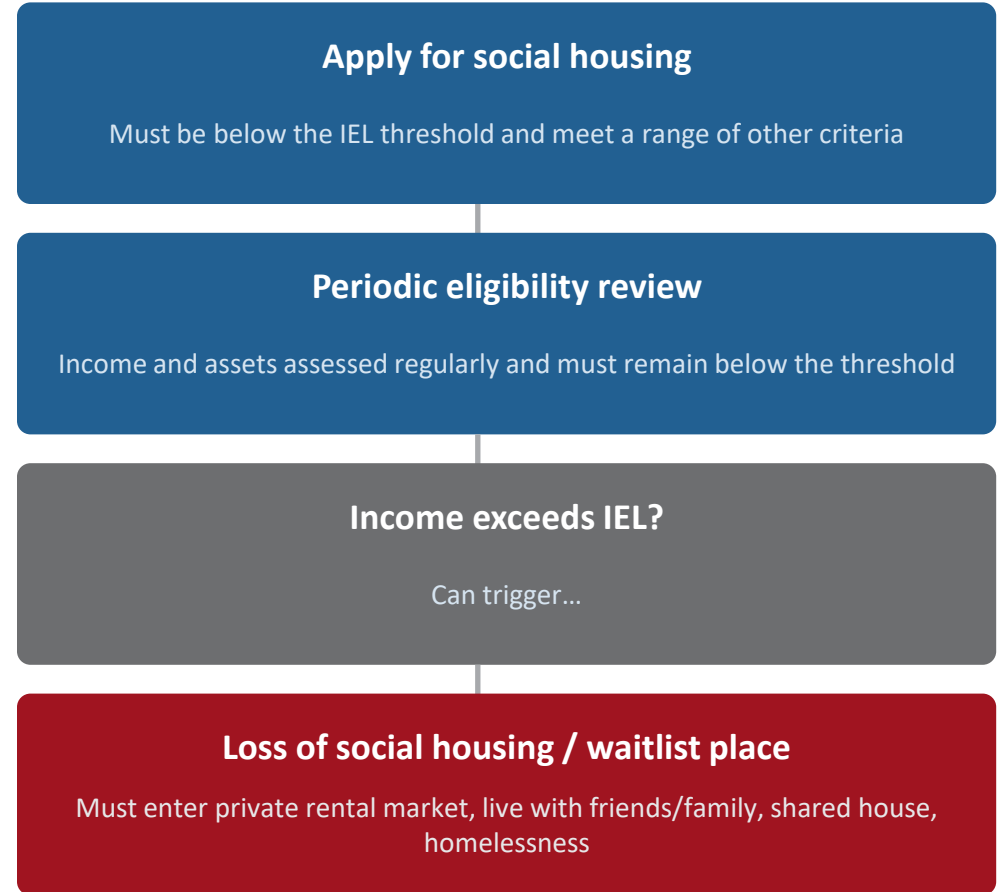 Apply for social housing
Must be below the IEL threshold and meet a range of other criteria
Periodic eligibility review
Income and assets assessed regularly and must remain below the threshold
Income exceeds IEL?
Can trigger...
Loss of social housing / waitlist place
Must enter private rental market, live with friends/family, shared house,
homelessness